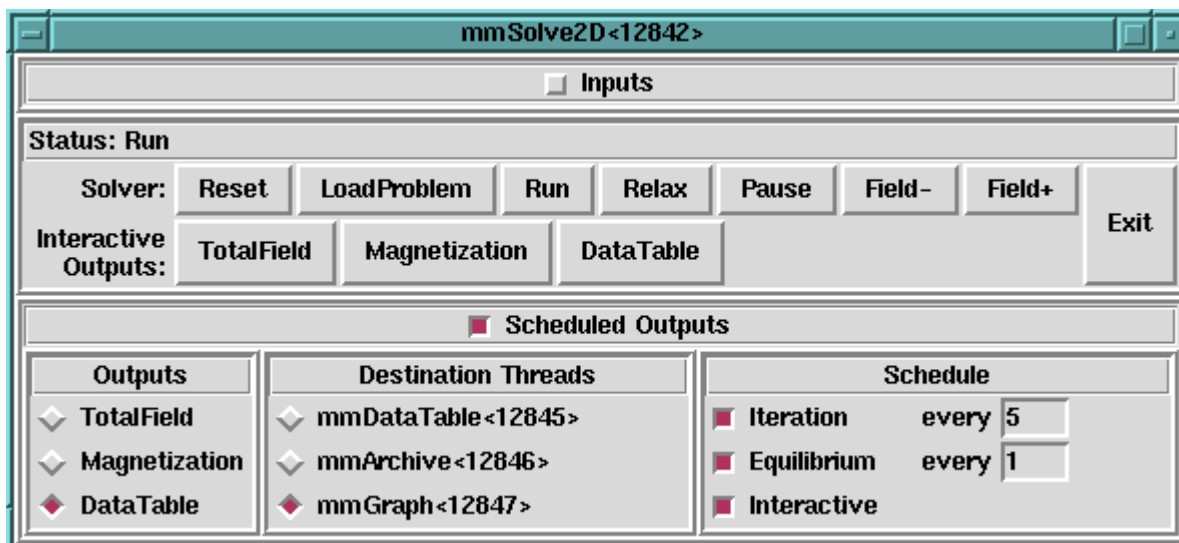 mmSolve2D<12842>
Inputs
Status: Run
Solver: Reset LoadProblem Run Relax Pause Field- Field+ Exit
Interactive Outputs: TotalField Magnetization DataTable
Scheduled Outputs
Outputs Destination Threads Schedule
TotalField mmDataTable<12845> Iteration every 5
Magnetization mmArchive<12846> Equilibrium every 1
DataTable mmGraph<12847> Interactive